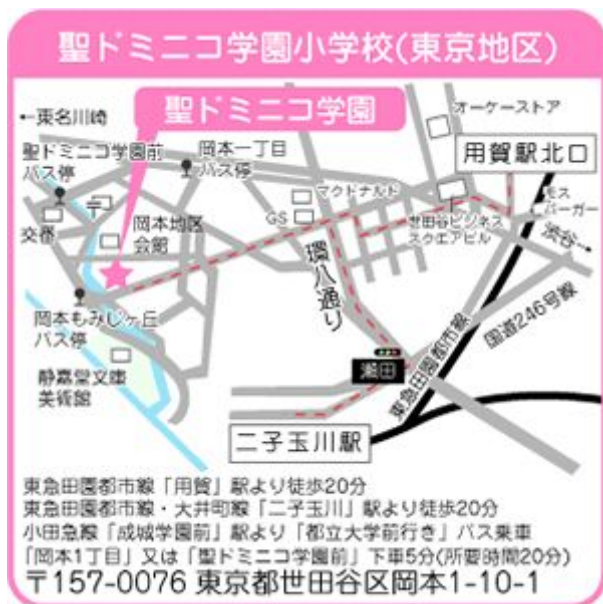 聖ドミニコ学園小学校(東京地区)
聖ドミニコ学園
←東名川崎
オーケーストア
聖ドミニコ学園前
バス停
岡本一丁目
バス停
用賀駅北口
マクドナルド
モス
バーガー
交番
〒
岡本地区
会館
GS
世田谷ビジネス
スクエアビル
渋谷→
環八通り
岡本もみじヶ丘
バス停
国道246号線
東急田園都市線
瀬田
静嘉堂文庫
美術館
二子玉川駅
東急田園都市線「用賀」駅より徒歩20分
東急田園都市線・大井町線「二子玉川」駅より徒歩20分
小田急線「成城学園前」駅より「都立大学前行き」バス乗車
「岡本1丁目」又は「聖ドミニコ学園前」下車5分(所要時間20分)
〒157-0076 東京都世田谷区岡本1-10-1